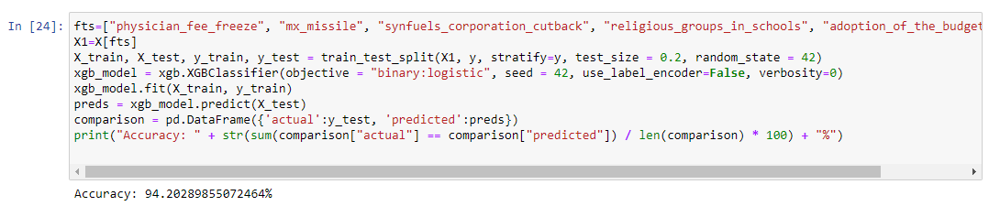 In [24]: fts=["physician_fee_freeze", "mx_missile", "synfuels_corporation_cutback", "religious_groups_in_schools", "adoption_of_the_budget
X1=X[fts]
X_train, X_test, y_train, y_test = train_test_split(X1, y, stratify=y, test_size = 0.2, random_state = 42)
xgb_model = xgb.XGBClassifier(objective = "binary:logistic", seed = 42, use_label_encoder=False, verbosity=0)
xgb_model.fit(X_train, y_train)
preds = xgb_model.predict(X_test)
comparison = pd.DataFrame({'actual':y_test, 'predicted':preds})
print("Accuracy: " + str(sum(comparison["actual"] == comparison["predicted"]) / len(comparison) * 100) + "%")
Accuracy: 94.20289855072464%